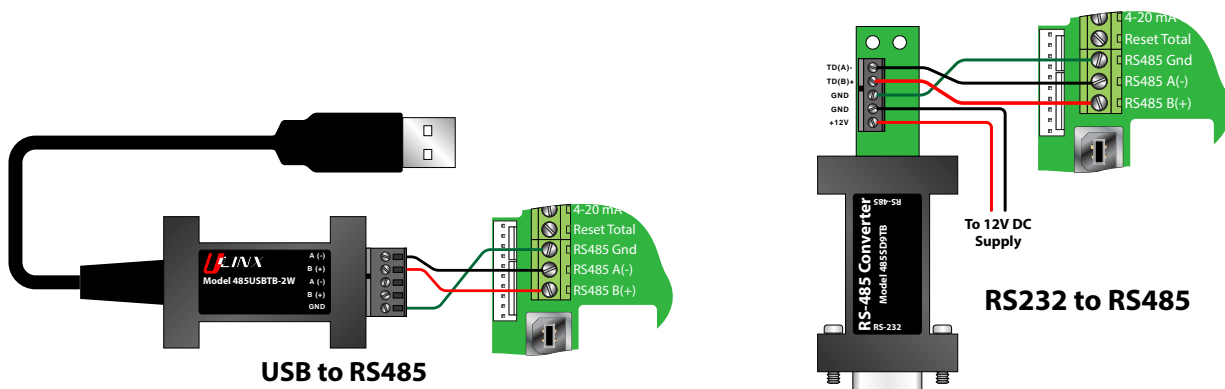 ULINX
Model 485USBTB-2W
A (-)
B (+)
A (-)
B (+)
GND
4-20 mA
Reset Total
RS485 Gnd
RS485 A(-)
RS485 B(+)
USB to RS485
TD(A)-
TD(B)+
GND
GND
+12V
4-20 mA
Reset Total
RS485 Gnd
RS485 A(-)
RS485 B(+)
To 12V DC
Supply
RS-485
RS-485 Converter
Model 485SD9TB
RS-232
RS232 to RS485